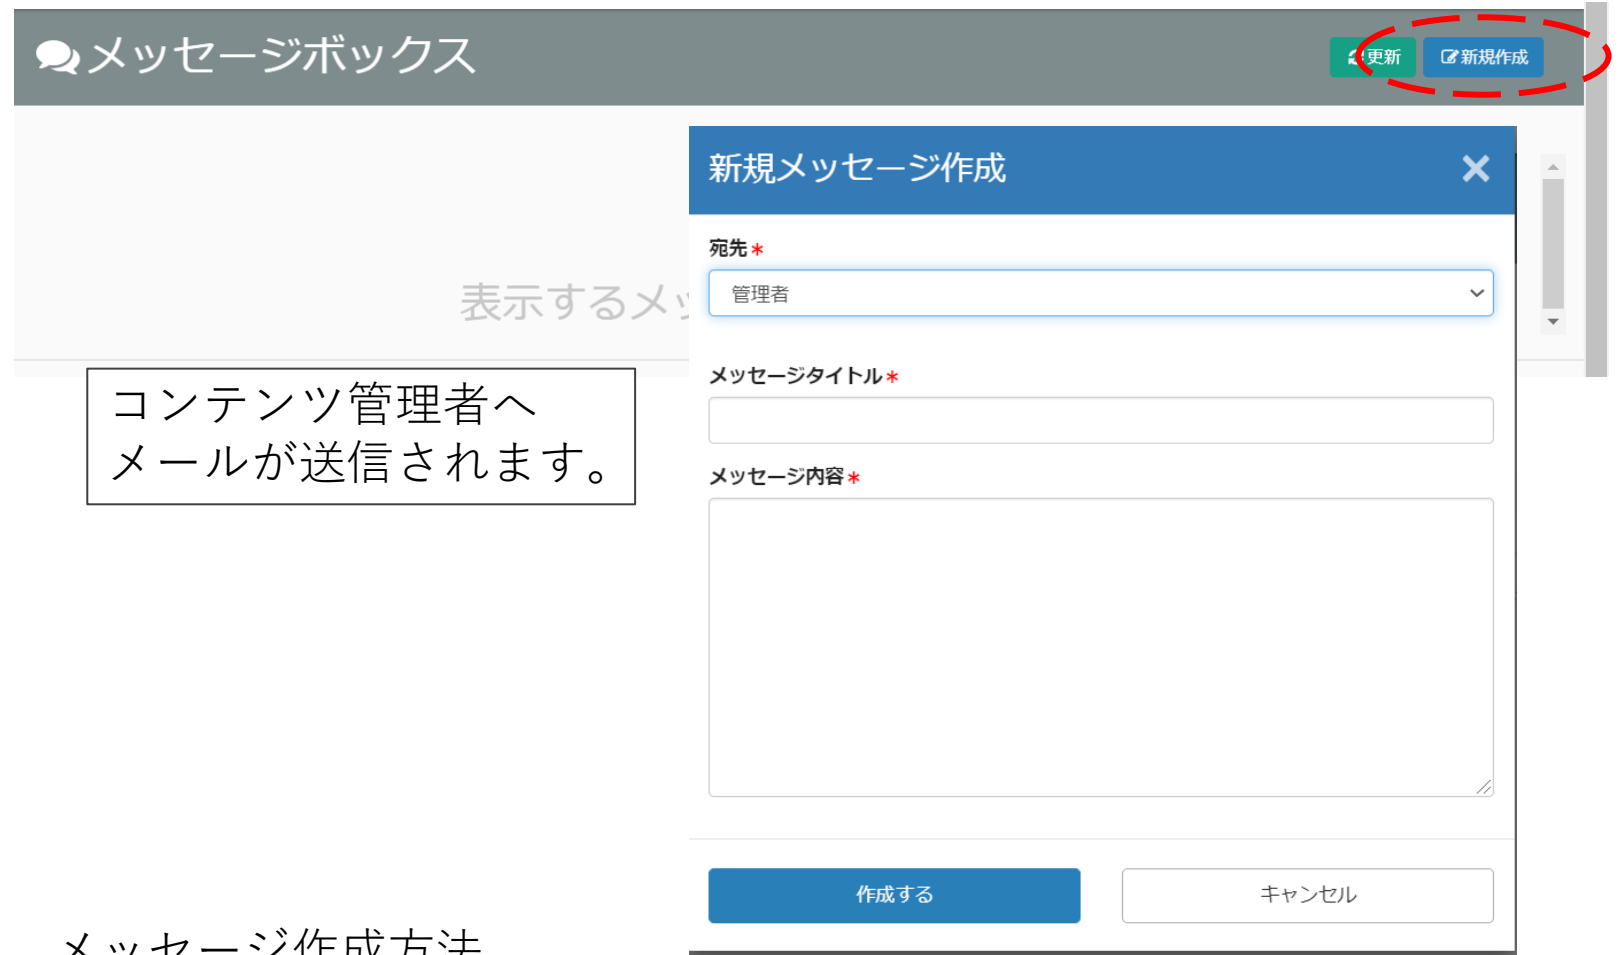 メッセージボックス
更新
新規作成
新規メッセージ作成
宛先*
管理者
表示するメッ
メッセージタイトル*
コンテンツ管理者へ
メールが送信されます。
メッセージ内容*
作成する
キャンセル
メッセージ作成方法